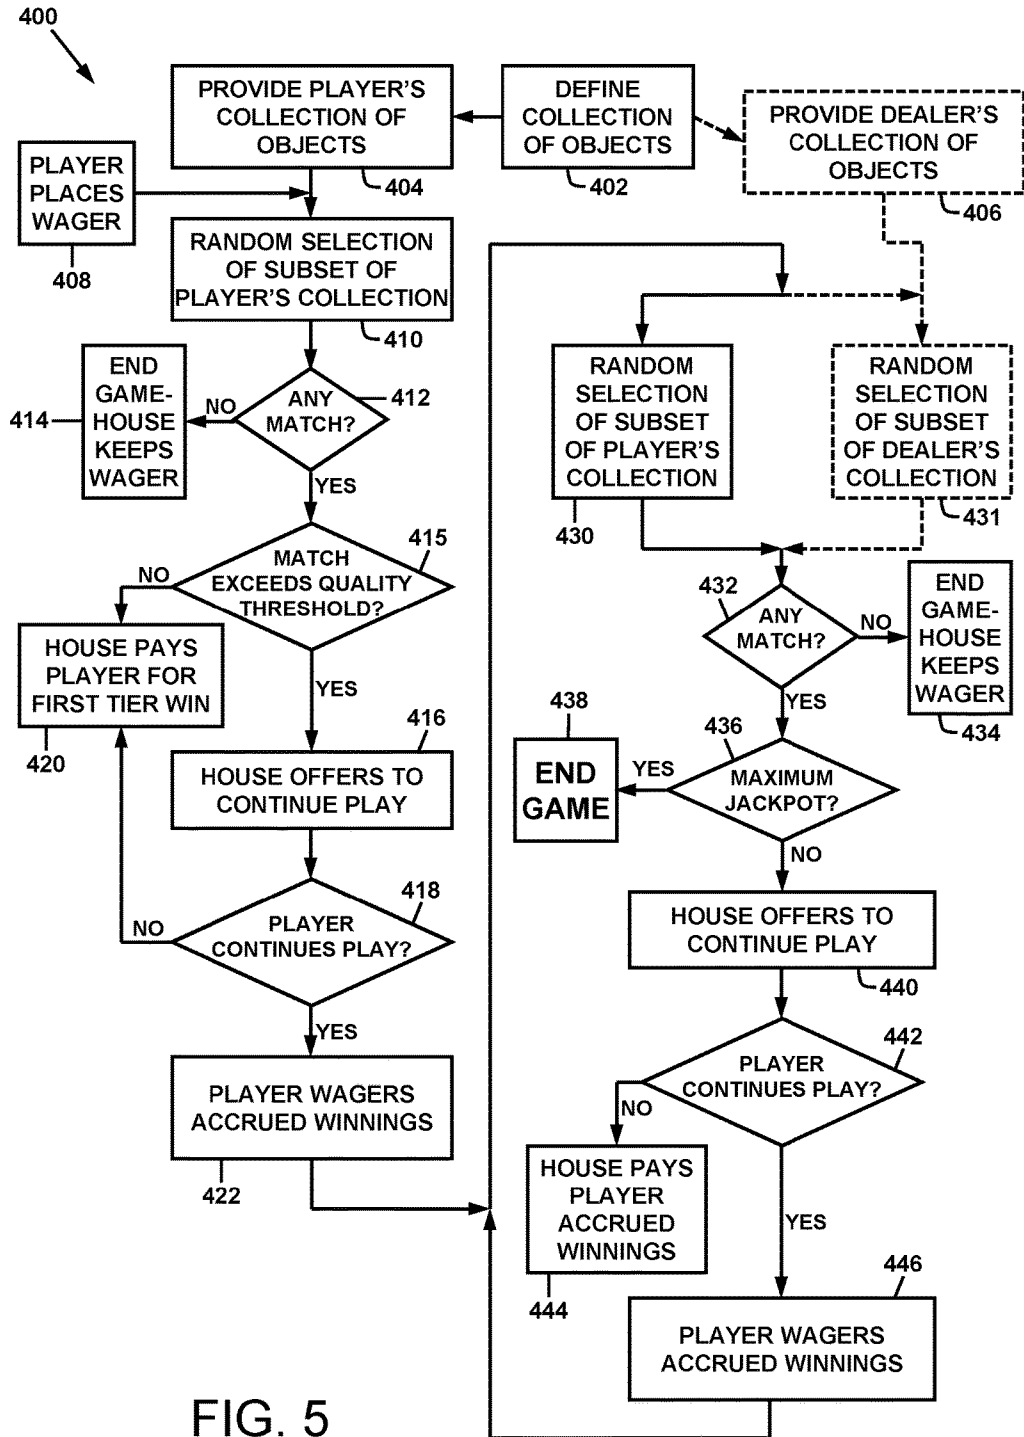 400
PROVIDE PLAYER'S
COLLECTION OF
OBJECTS
404
DEFINE
COLLECTION
OF OBJECTS
402
PROVIDE DEALER'S
COLLECTION OF
OBJECTS
406
PLAYER
PLACES
WAGER
408
RANDOM SELECTION
OF SUBSET OF
PLAYER'S COLLECTION
410
END
GAME-
HOUSE
KEEPS
WAGER
414
NO
ANY
MATCH?
412
YES
MATCH
EXCEEDS QUALITY
THRESHOLD?
415
NO
HOUSE PAYS
PLAYER FOR
FIRST TIER WIN
420
YES
416
HOUSE OFFERS TO
CONTINUE PLAY
418
PLAYER
CONTINUES PLAY?
NO
YES
PLAYER WAGERS
ACCRUED WINNINGS
422
RANDOM
SELECTION
OF SUBSET
OF PLAYER'S
COLLECTION
430
RANDOM
SELECTION
OF SUBSET
OF DEALER'S
COLLECTION
431
432
ANY
MATCH?
NO
END
GAME-
HOUSE
KEEPS
WAGER
434
YES
436
MAXIMUM
JACKPOT?
YES
438
END
GAME
NO
HOUSE OFFERS TO
CONTINUE PLAY
440
442
PLAYER
CONTINUES PLAY?
NO
HOUSE PAYS
PLAYER
ACCRUED
WINNINGS
444
YES
446
PLAYER WAGERS
ACCRUED WINNINGS
FIG. 5